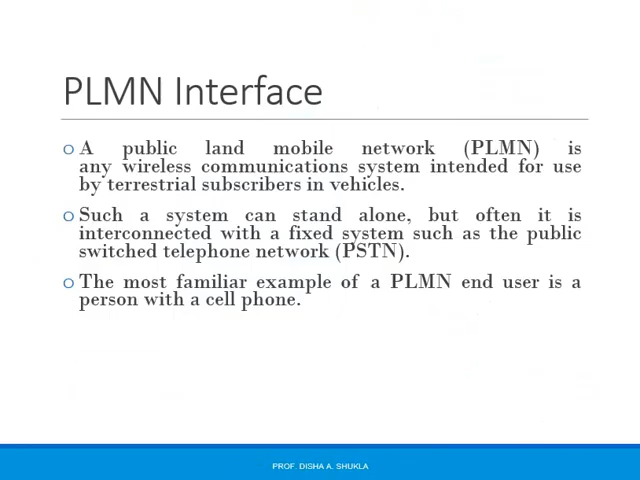 PLMN Interface
o A public land mobile network (PLMN) is
any wireless communications system intended for use
by terrestrial subscribers in vehicles.
o Such a system can stand alone, but often it is
interconnected with a fixed system such as the public
switched telephone network (PSTN).
o The most familiar example of a PLMN end user is a
person with a cell phone.
PROF. DISHA A. SHUKLA